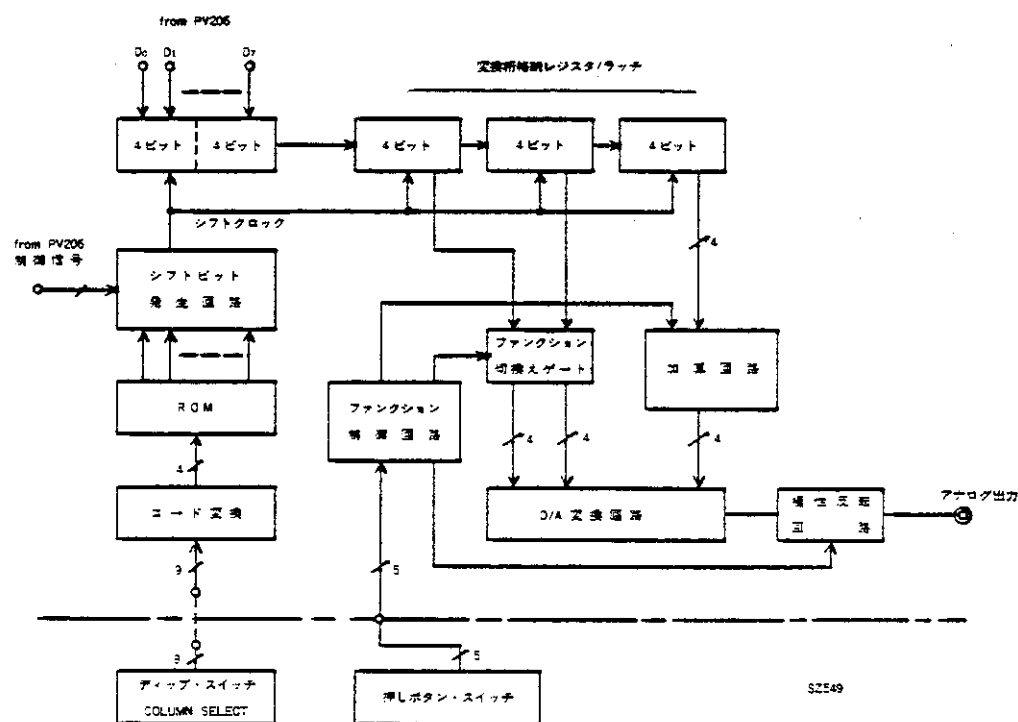 from PV206
D0 D1 D7
変換桁格納レジスタ/ラッチ
4ビット 4ビット 4ビット 4ビット 4ビット
シフトクロック
from PV206
制御信号
シフトビット
発生回路
4
ファンクション
切換えゲート
加算回路
ROM
ファンクション
制御回路
4 4 4
4
コード変換
D/A変換回路
極性反転
回路
アナログ出力
9
5
9
5
ディップ・スイッチ
COLUMN SELECT
押しボタン・スイッチ
SZ549